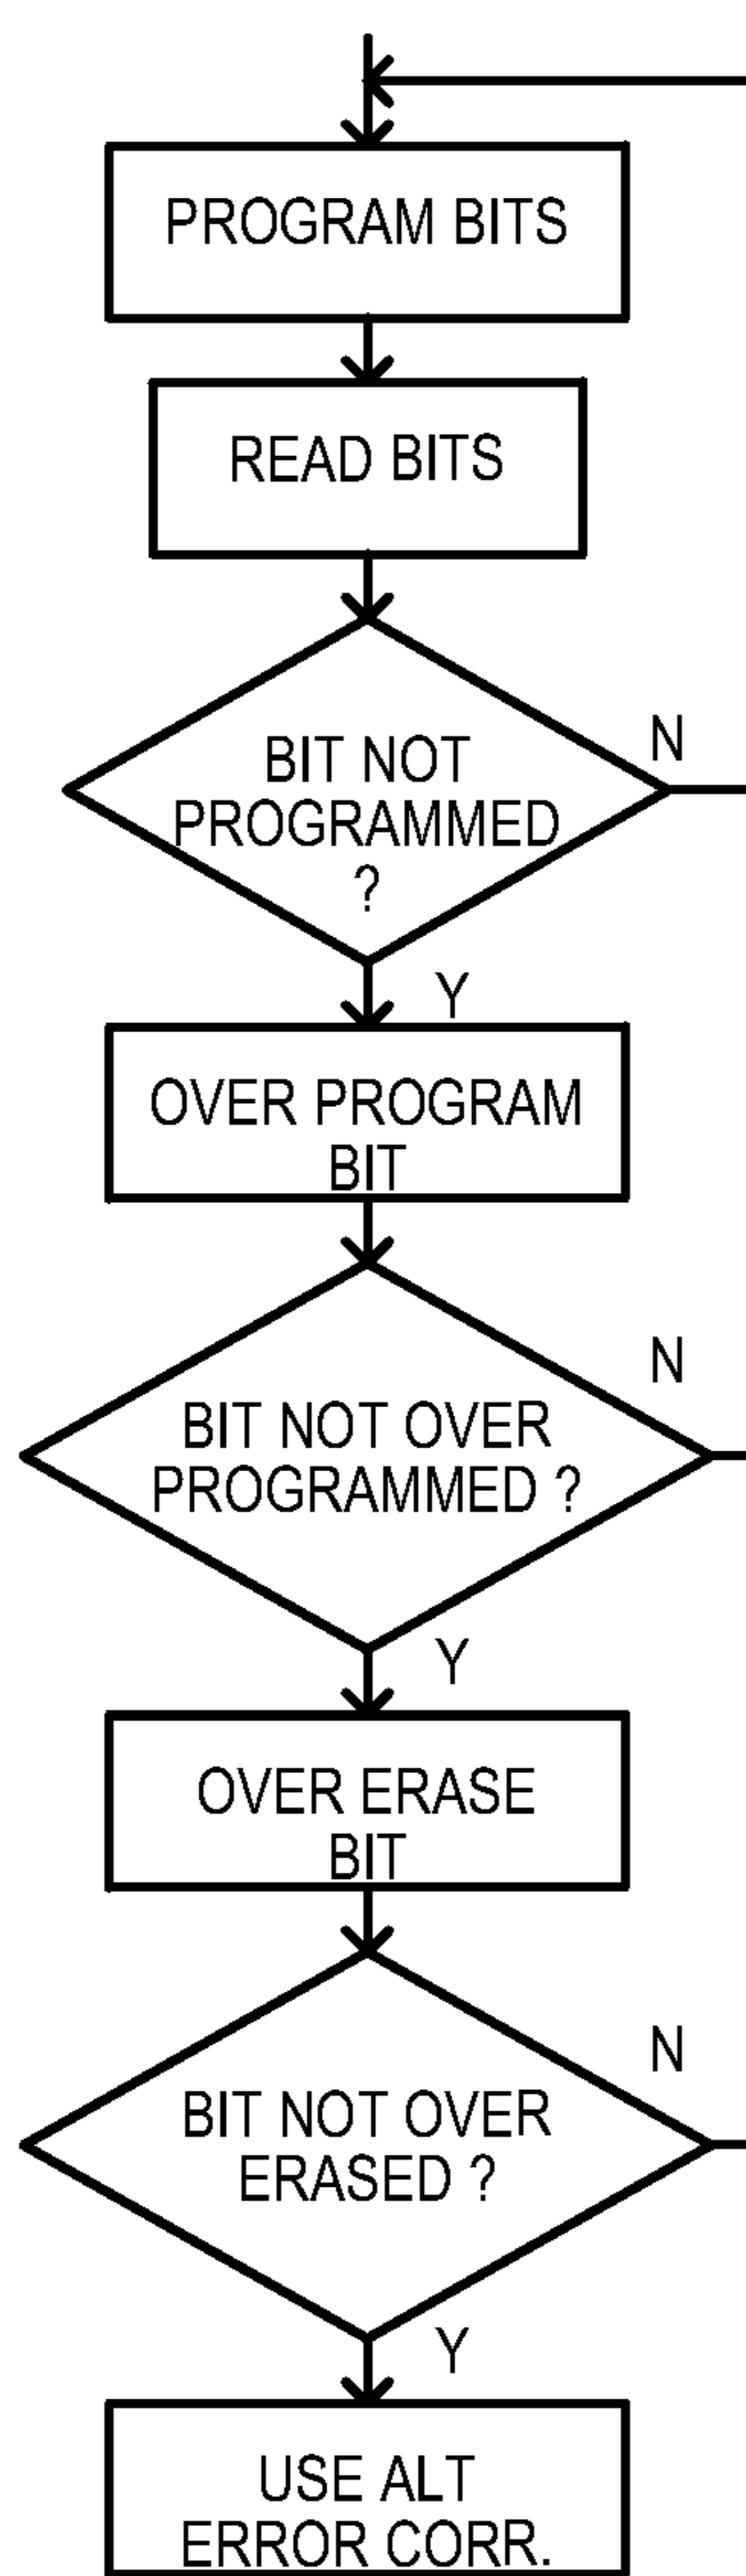 PROGRAM BITS
READ BITS
BIT NOT
N
PROGRAMMED
?
Y
OVER PROGRAM
BIT
N
BIT NOT OVER
PROGRAMMED ?
Y
OVER ERASE
BIT
N
BIT NOT OVER
ERASED ?
Y
USE ALT
ERROR CORR.